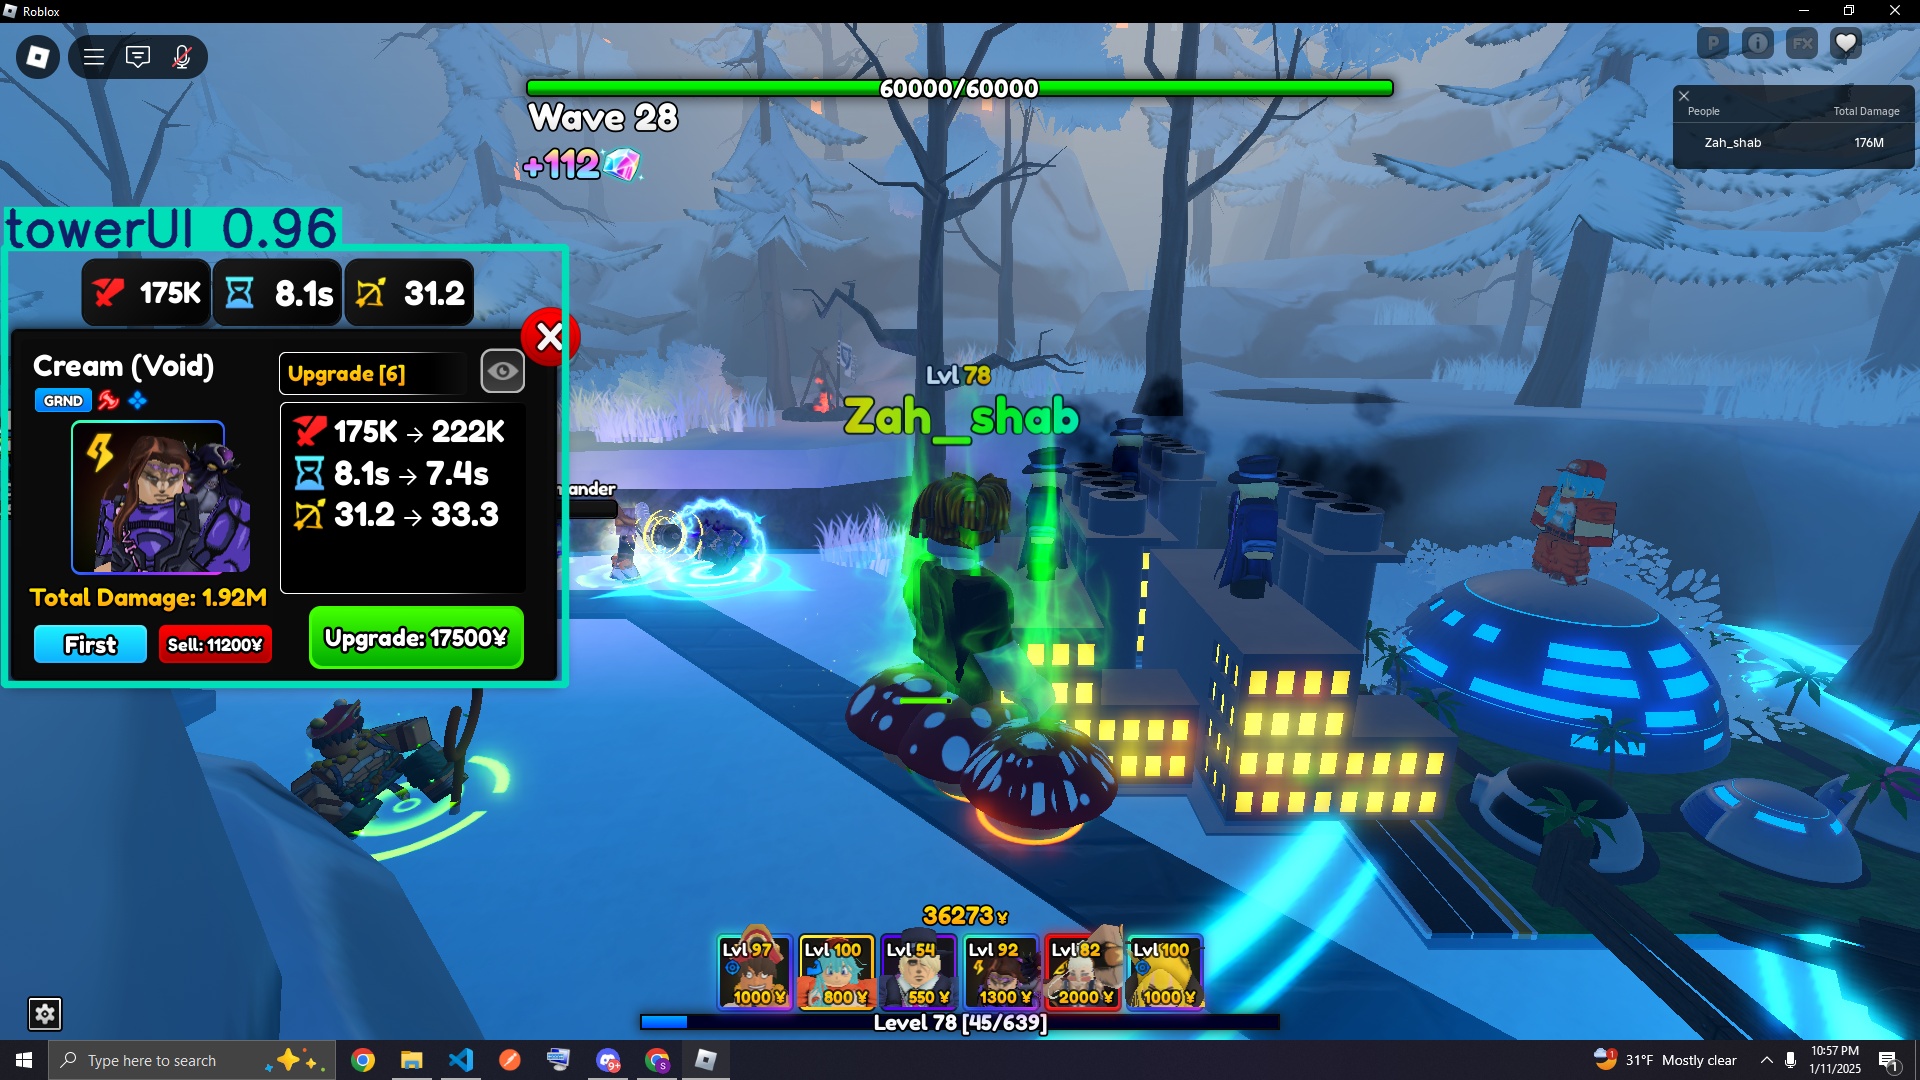 Roblox
60000/60000
Wave 28
+112
P
i
FX
People Total Damage
Zah_shab 176M
towerUI 0.96
175K 8.1s 31.2
Cream (Void)
GRND
Upgrade [6]
175K → 222K
8.1s → 7.4s
31.2 → 33.3
Total Damage: 1.92M
First
Sell: 11200¥
Upgrade: 17500¥
ander
Lvl 78
Zah_shab
36273¥
Lvl 97 Lvl 100 Lvl 54 Lvl 92 Lvl 82 Lvl 100
1000 ¥ 800 ¥ 550 ¥ 1300 ¥ 2000 ¥ 1000 ¥
Level 78 [45/639]
Type here to search
9+
S
1
31°F Mostly clear
10:57 PM
1/11/2025
1